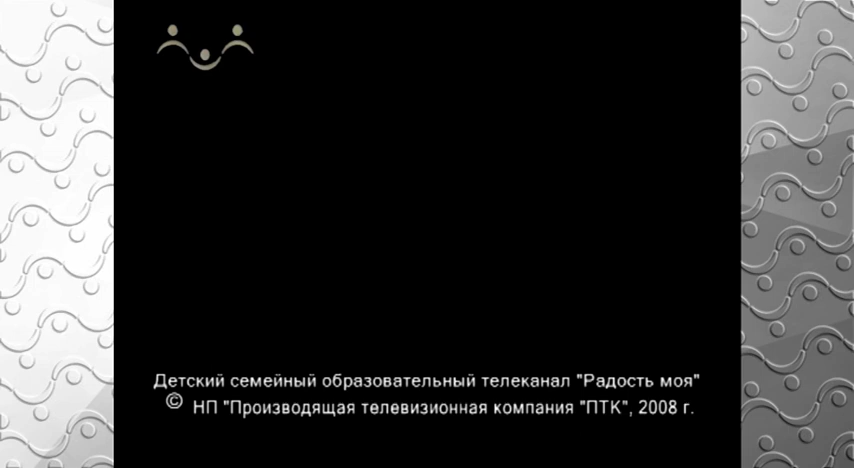 Детский семейный образовательный телеканал "Радость моя"
© НП "Производящая телевизионная компания "ПТК", 2008 г.